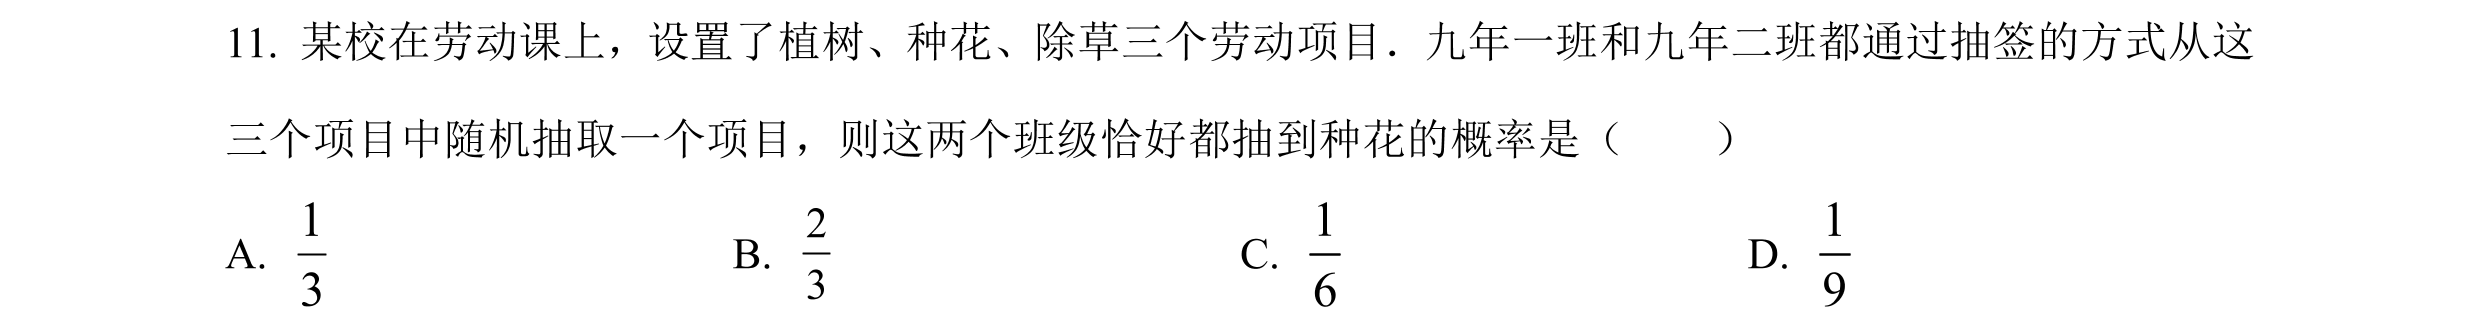 11. 某校在劳动课上，设置了植树、种花、除草三个劳动项目．九年一班和九年二班都通过抽签的方式从这
三个项目中随机抽取一个项目，则这两个班级恰好都抽到种花的概率是（　　）
A. 1/3　B. 2/3　C. 1/6　D. 1/9